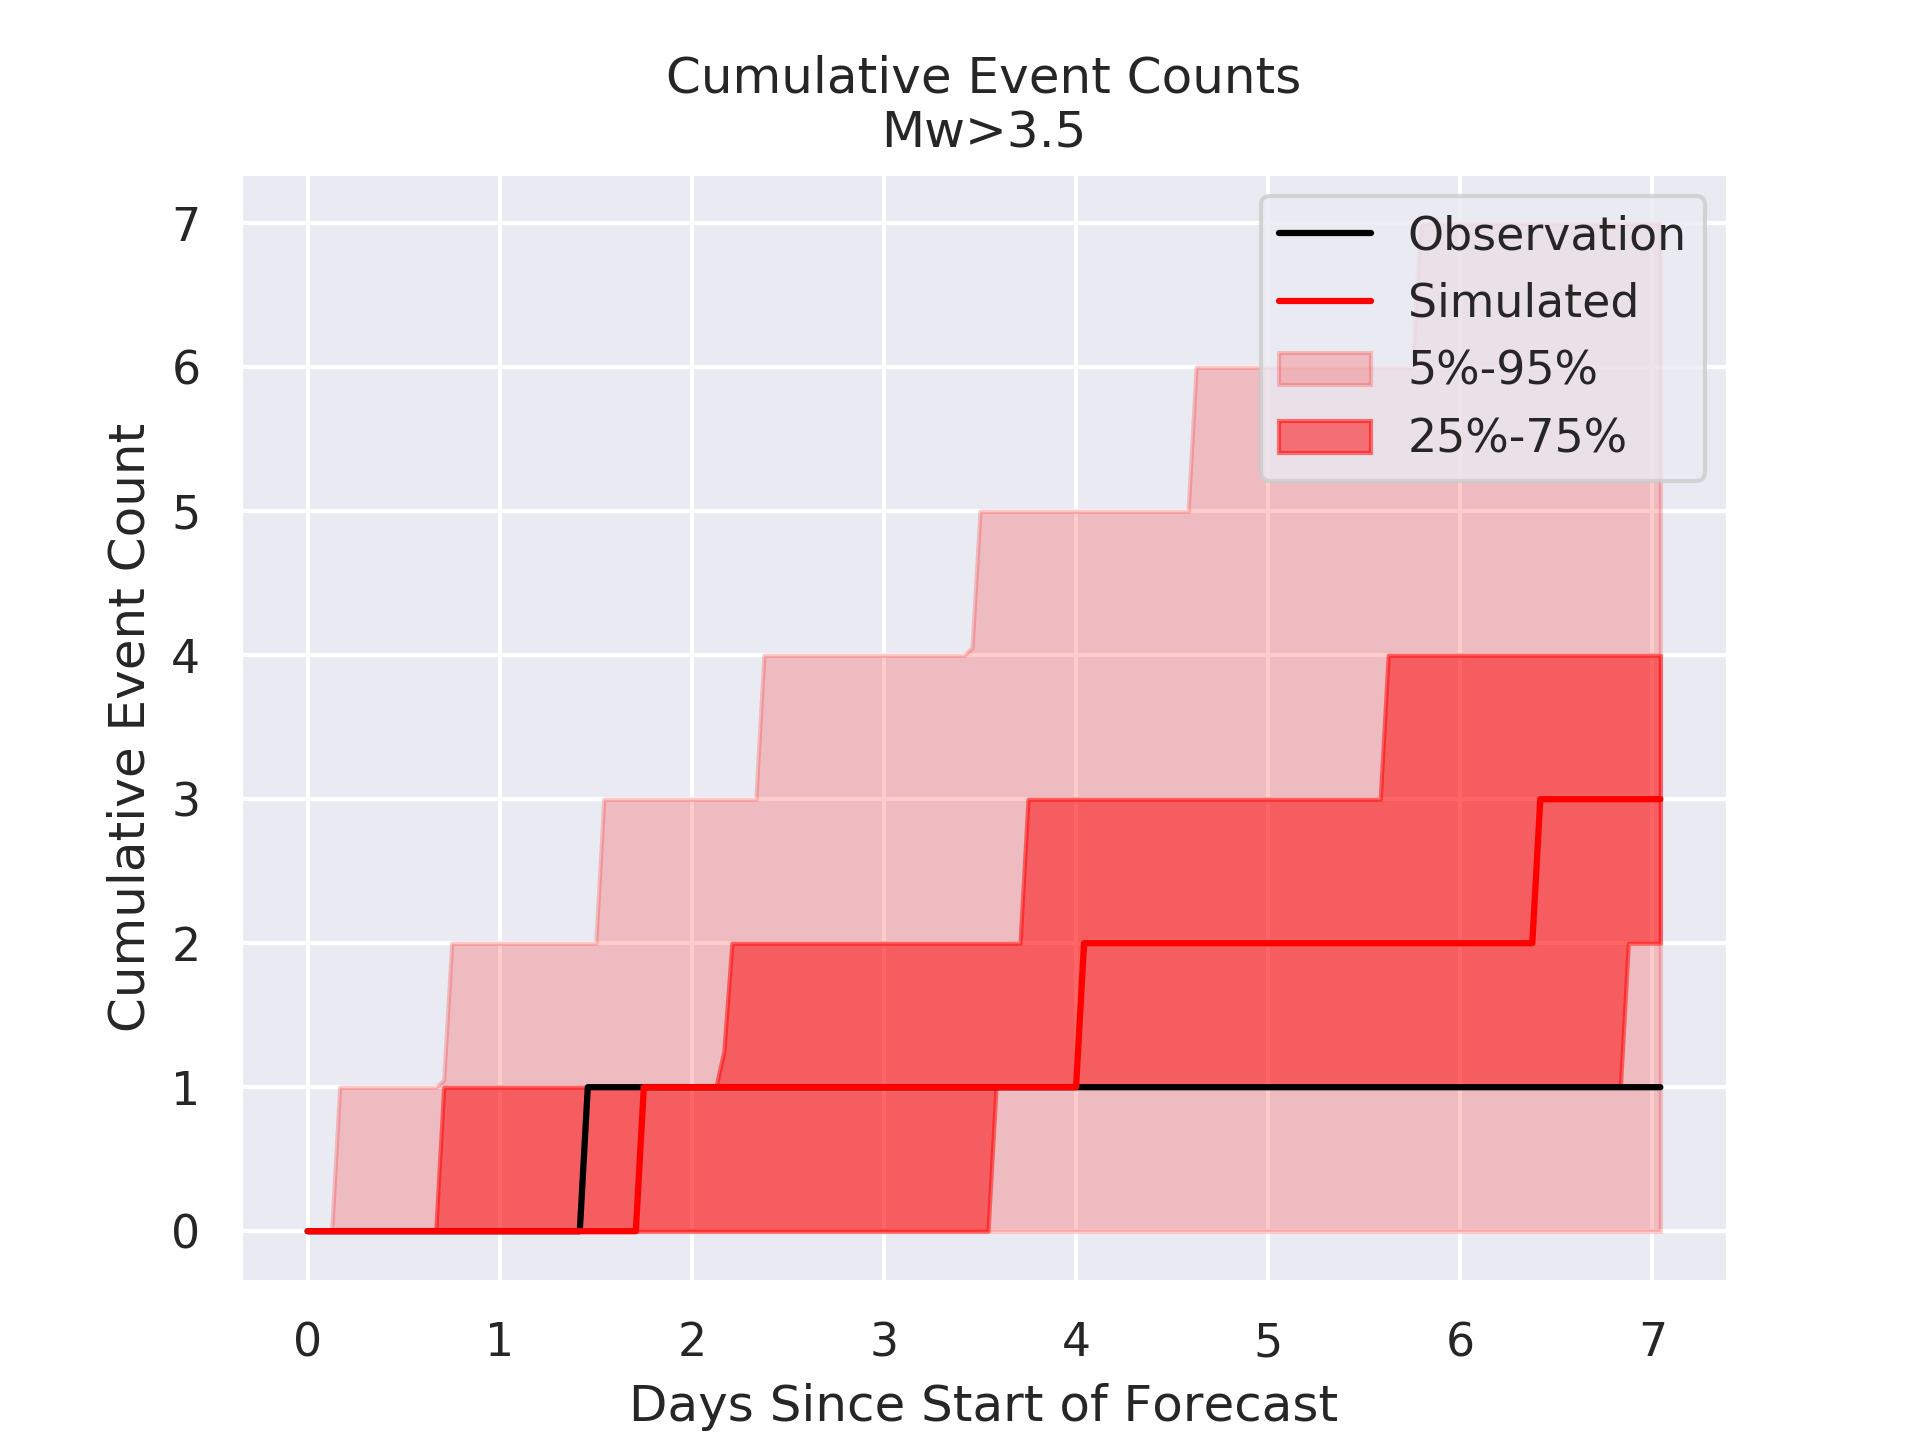 Cumulative Event Counts
Mw>3.5
Cumulative Event Count
7
6
5
4
3
2
1
0
Observation
Simulated
5%-95%
25%-75%
0 1 2 3 4 5 6 7
Days Since Start of Forecast